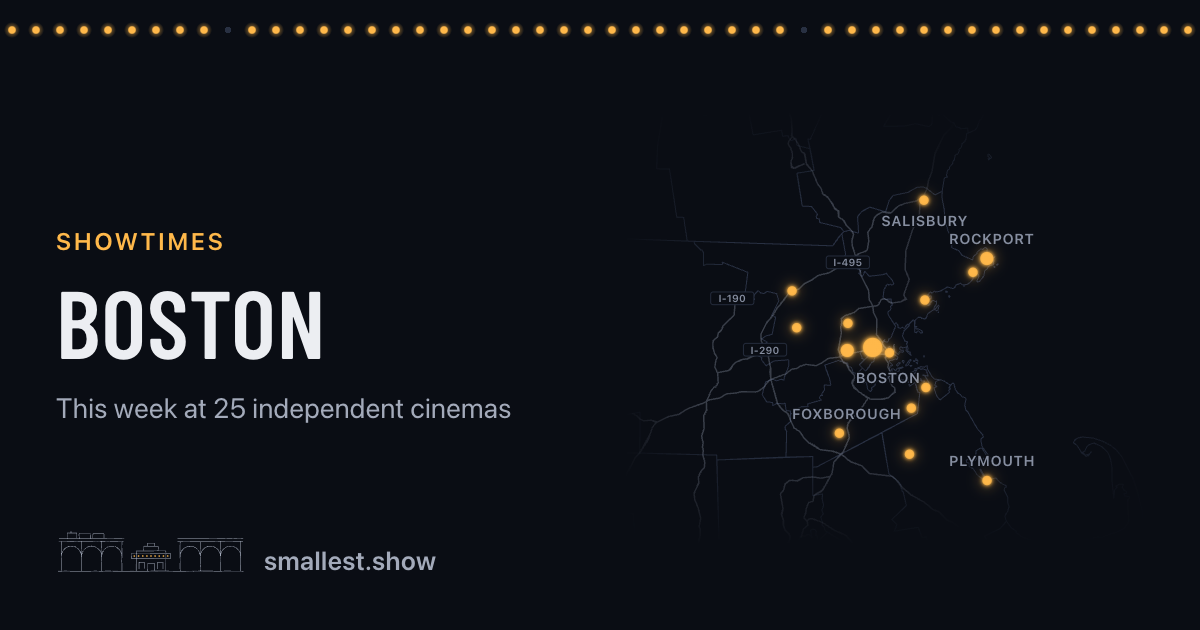 SHOWTIMES
BOSTON
This week at 25 independent cinemas
smallest.show
SALISBURY
ROCKPORT
I-495
I-190
I-290
BOSTON
FOXBOROUGH
PLYMOUTH